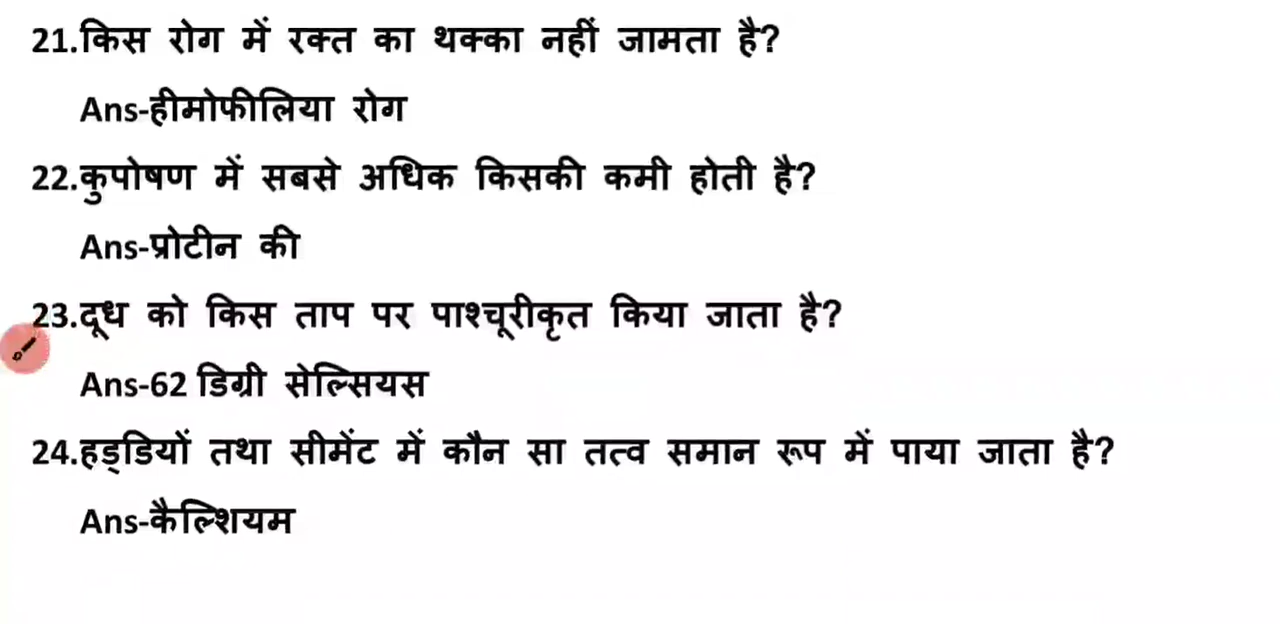 21.किस रोग में रक्त का थक्का नहीं जामता है?
Ans-हीमोफीलिया रोग
22.कुपोषण में सबसे अधिक किसकी कमी होती है?
Ans-प्रोटीन की
23.दूध को किस ताप पर पाश्चूरीकृत किया जाता है?
Ans-62 डिग्री सेल्सियस
24.हड्डियों तथा सीमेंट में कौन सा तत्व समान रूप में पाया जाता है?
Ans-कैल्शियम